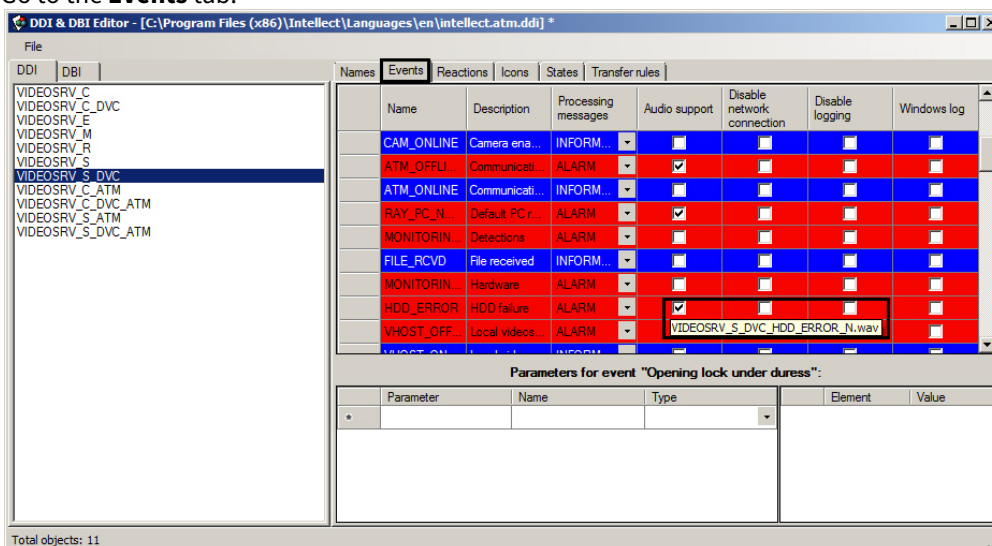 Go to the Events tab.
DDI & DBI Editor - [C:\Program Files (x86)\Intellect\Languages\en\intellect.atm.ddi] *
File
DDI DBI
VIDEOSRV_C
VIDEOSRV_C_DVC
VIDEOSRV_E
VIDEOSRV_M
VIDEOSRV_R
VIDEOSRV_S
VIDEOSRV_S_DVC
VIDEOSRV_C_ATM
VIDEOSRV_C_DVC_ATM
VIDEOSRV_S_ATM
VIDEOSRV_S_DVC_ATM
Names Events Reactions Icons States Transfer rules
Name Description Processing messages Audio support Disable network connection Disable logging Windows log
CAM_ONLINE Camera ena... INFORM...
ATM_OFFLI... Communicati... ALARM
ATM_ONLINE Communicati... INFORM...
RAY_PC_N... Default PC r... ALARM
MONITORIN... Detections ALARM
FILE_RCVD File received INFORM...
MONITORIN... Hardware ALARM
HDD_ERROR HDD failure ALARM
VHOST_OFF... Local videos... ALARM
VIDEOSRV_S_DVC_HDD_ERROR_N.wav
Parameters for event "Opening lock under duress":
Parameter Name Type Element Value
*
Total objects: 11